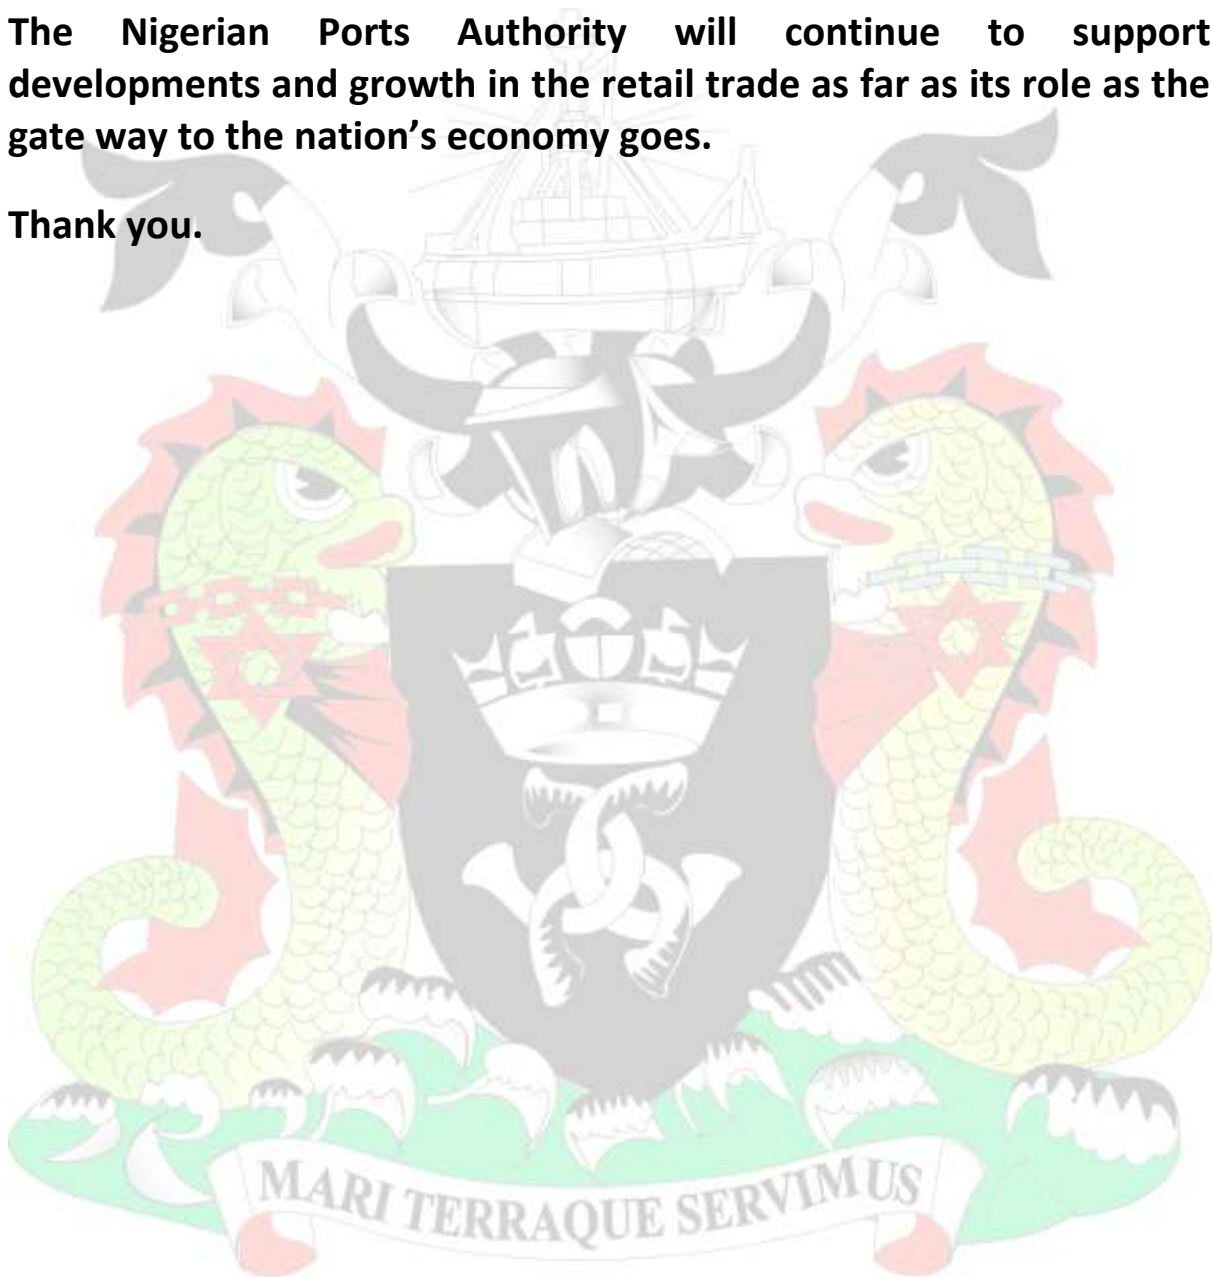 The Nigerian Ports Authority will continue to support
developments and growth in the retail trade as far as its role as the
gate way to the nation’s economy goes.
Thank you.
MARI TERRAQUE SERVIMUS